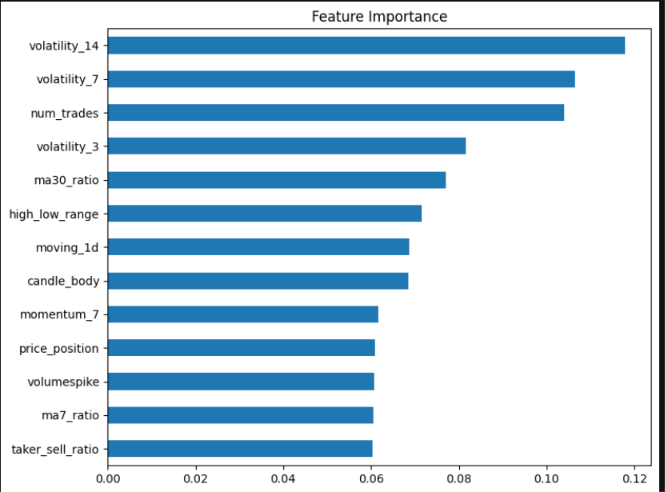 Feature Importance
volatility_14
volatility_7
num_trades
volatility_3
ma30_ratio
high_low_range
moving_1d
candle_body
momentum_7
price_position
volumespike
ma7_ratio
taker_sell_ratio
0.00 0.02 0.04 0.06 0.08 0.10 0.12